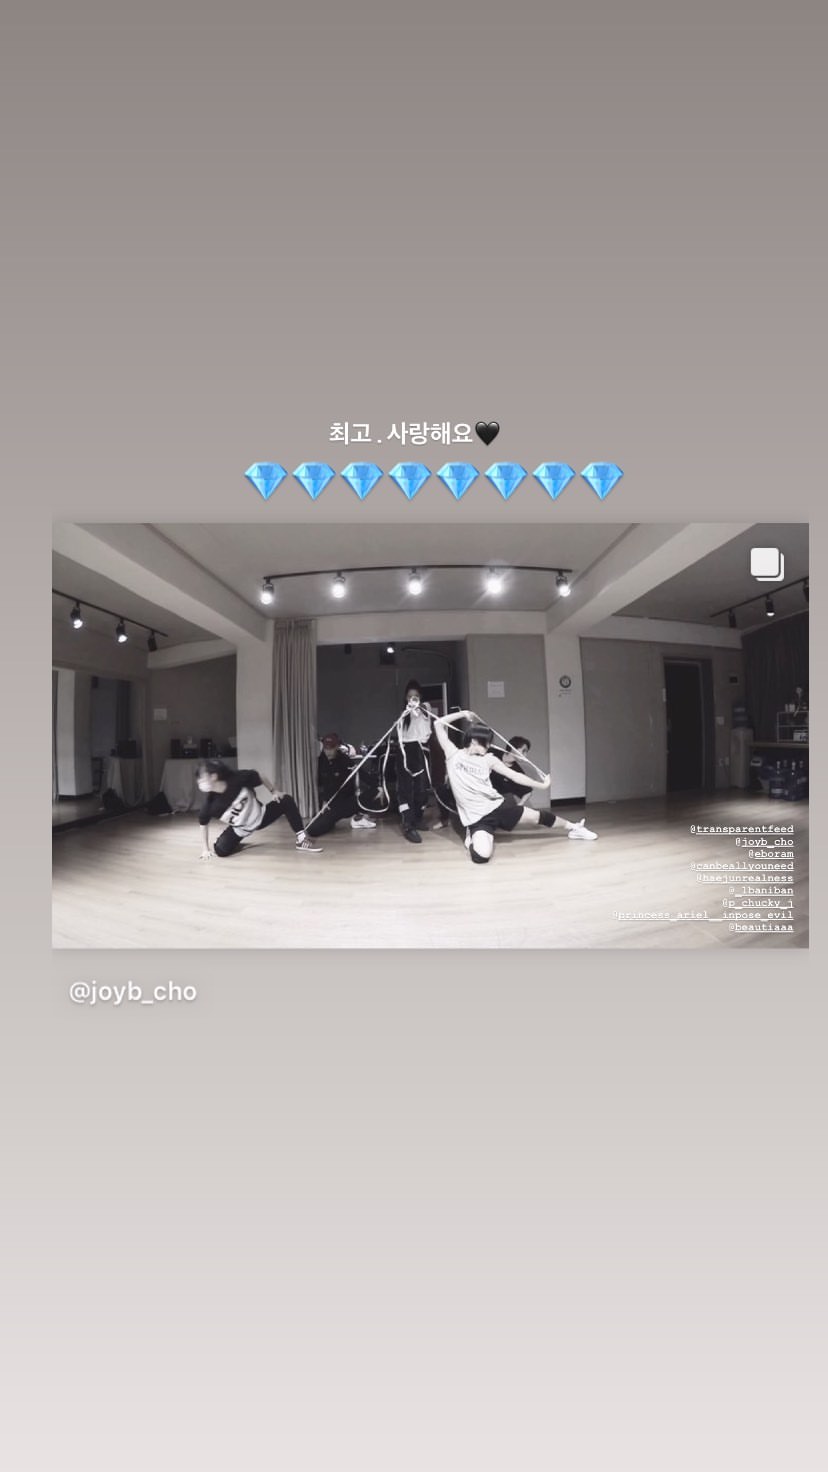 최고 . 사랑해요🖤
💎💎💎💎💎💎💎💎
@transparentfeed
@joyb_cho
@eboram
@canbeallyouneed
@haejunrealness
@_1baniban
@p_chucky_j
@princess_ariel__inpose_evil
@beautiaaa
@joyb_cho